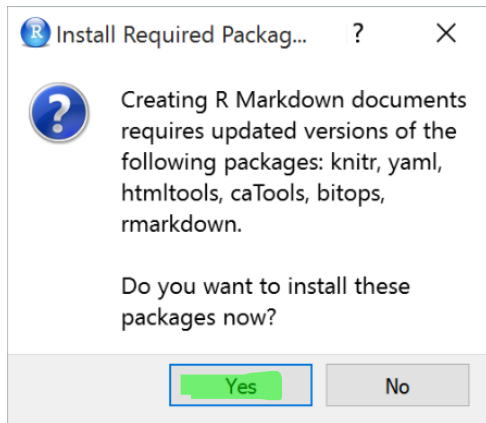 R Install Required Packag... ? ×
?
Creating R Markdown documents
requires updated versions of the
following packages: knitr, yaml,
htmltools, caTools, bitops,
rmarkdown.
Do you want to install these
packages now?
Yes No